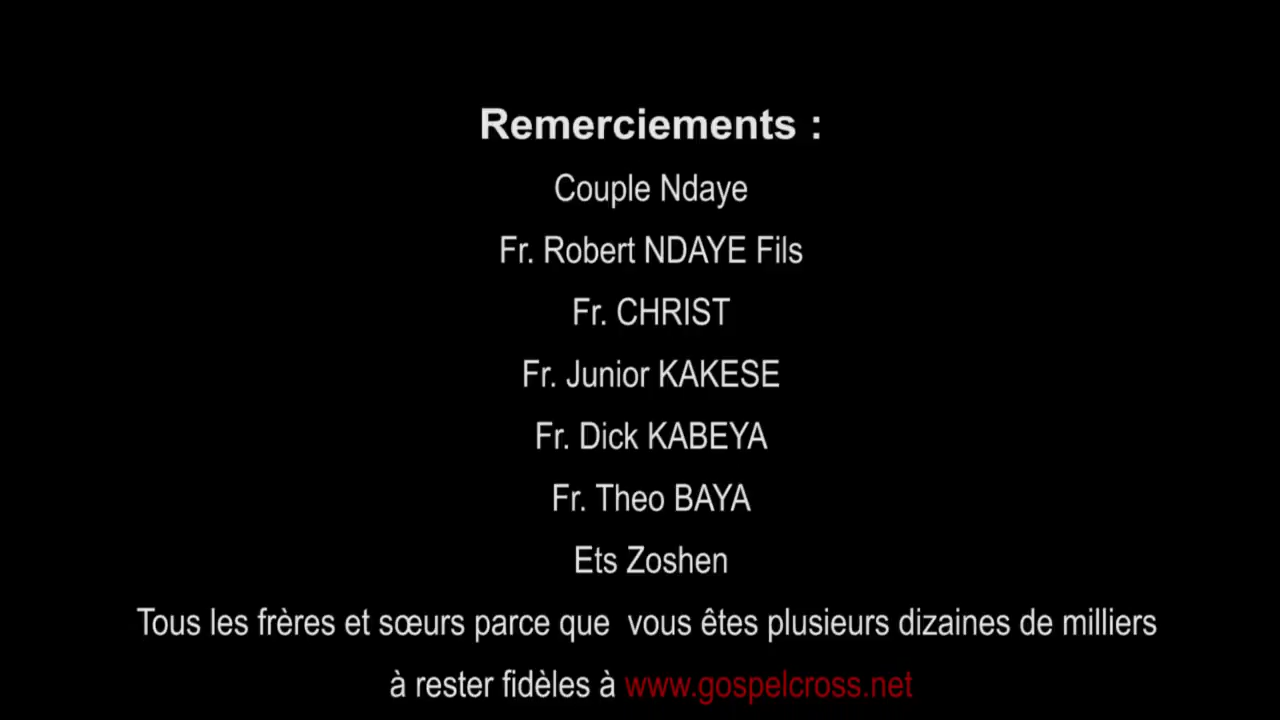 Remerciements :
Couple Ndaye
Fr. Robert NDAYE Fils
Fr. CHRIST
Fr. Junior KAKESE
Fr. Dick KABEYA
Fr. Theo BAYA
Ets Zoshen
Tous les frères et sœurs parce que  vous êtes plusieurs dizaines de milliers
à rester fidèles à www.gospelcross.net